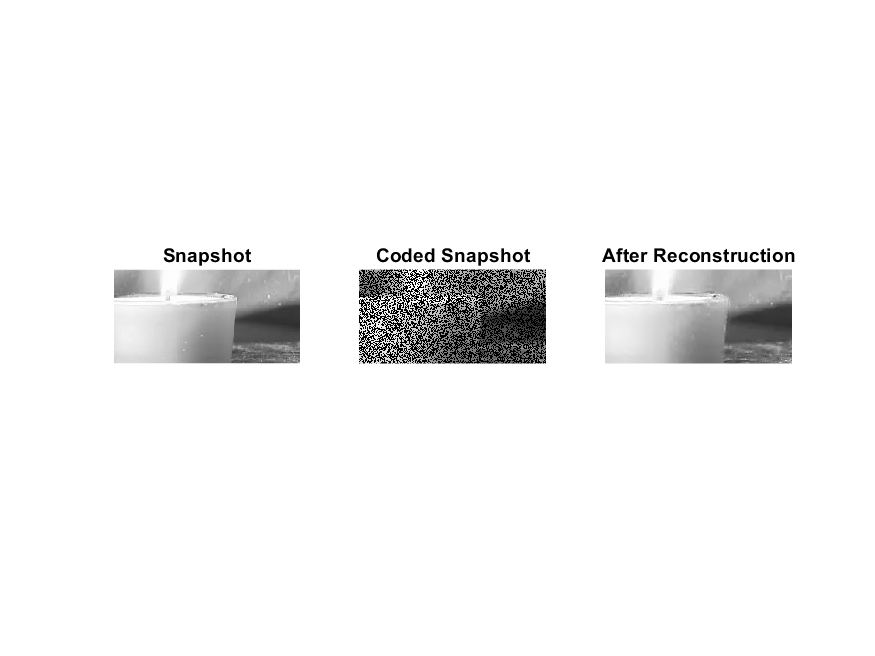 Snapshot
Coded Snapshot
After Reconstruction